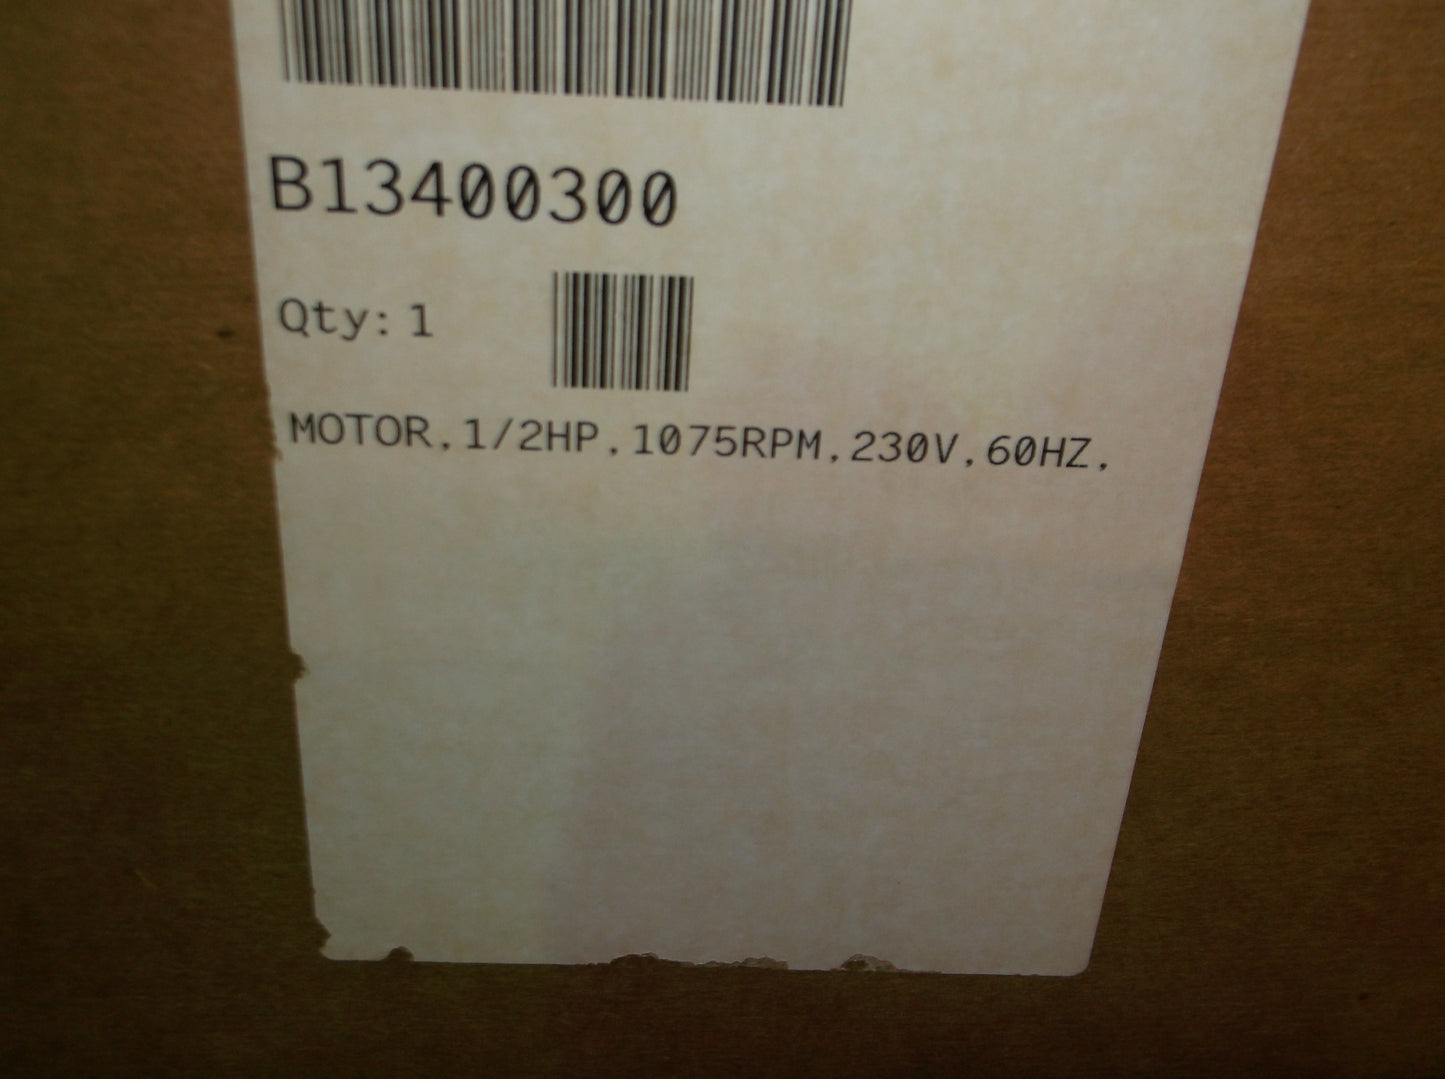 B13400300
Qty: 1
MOTOR,1/2HP,1075RPM,230V,60HZ,